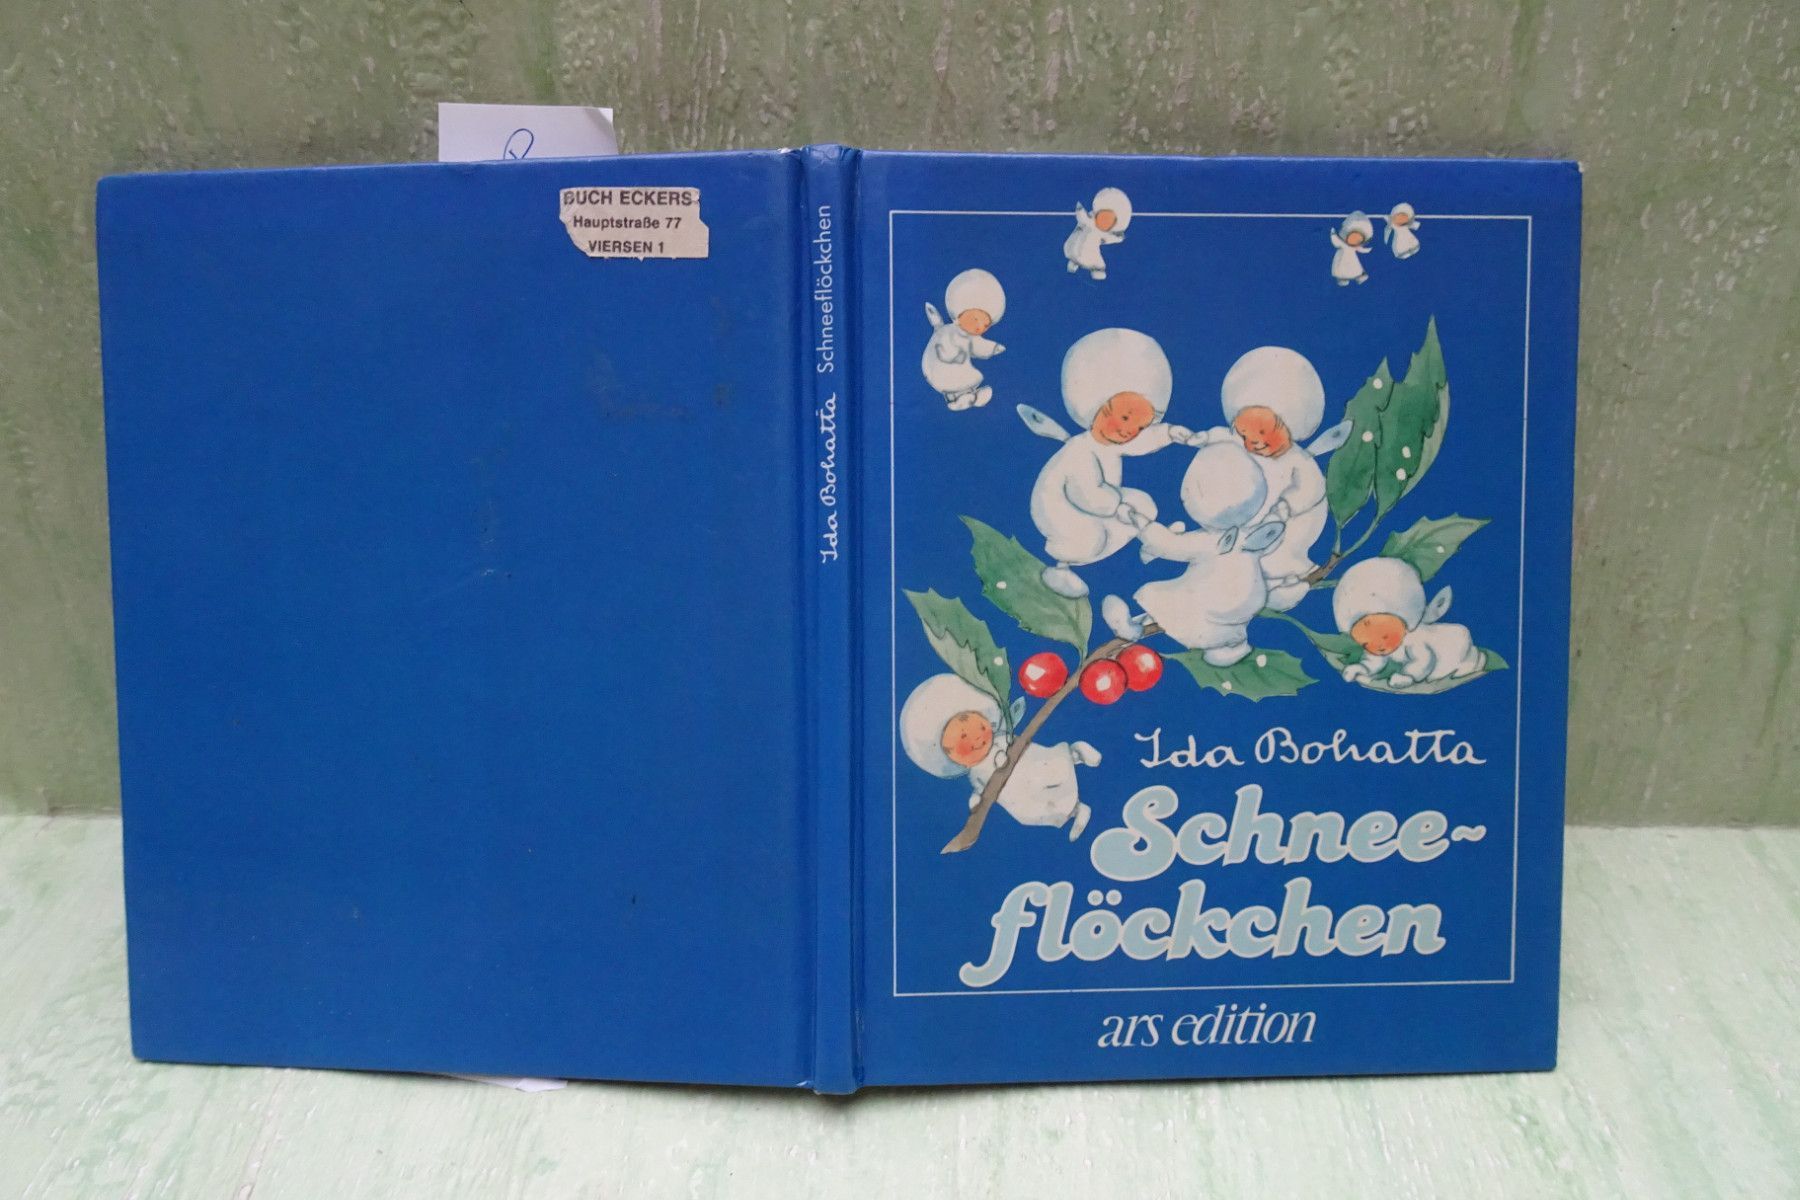 BUCH ECKERS
Hauptstraße 77
VIERSEN 1
Ida Bohatta Schneeflöckchen
Ida Bohatta
Schnee-
flöckchen
ars edition